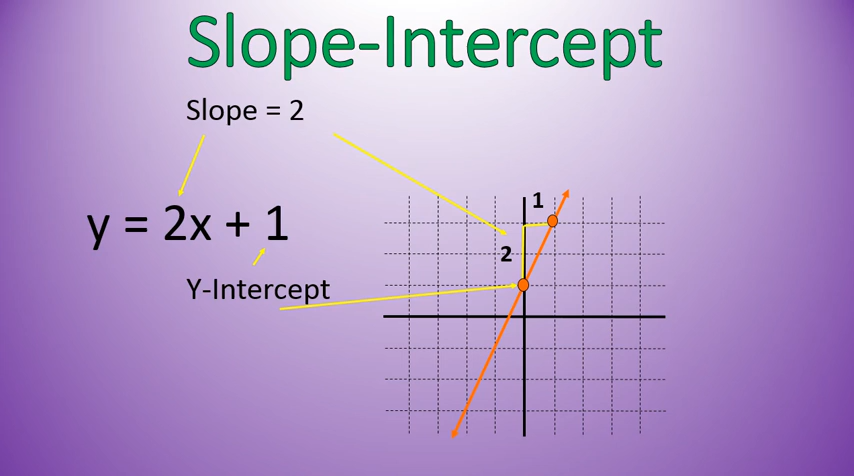 Slope-Intercept
Slope = 2
y = 2x + 1
Y-Intercept
1
2